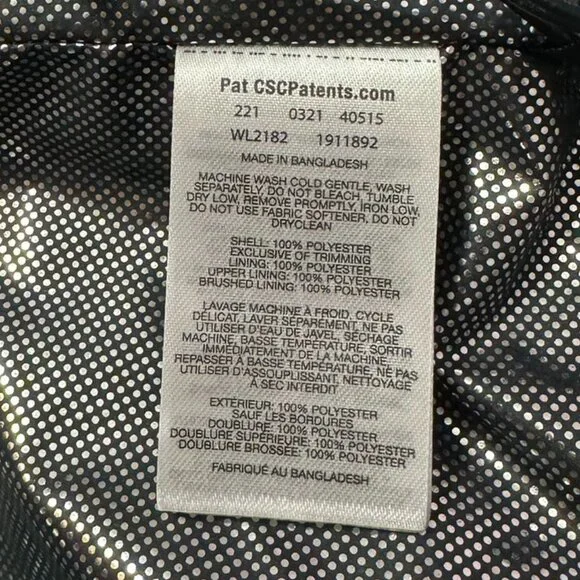 Pat CSCPatents.com
221 0321 40515
WL2182 1911892
MADE IN BANGLADESH
MACHINE WASH COLD GENTLE, WASH
SEPARATELY, DO NOT BLEACH, TUMBLE
DRY LOW, REMOVE PROMPTLY, IRON LOW,
DO NOT USE FABRIC SOFTENER, DO NOT
DRYCLEAN
SHELL: 100% POLYESTER
EXCLUSIVE OF TRIMMING
LINING: 100% POLYESTER
UPPER LINING: 100% POLYESTER
BRUSHED LINING: 100% POLYESTER
LAVAGE MACHINE À FROID, CYCLE
DÉLICAT, LAVER SÉPARÉMENT, NE PAS
UTILISER D'EAU DE JAVEL, SÉCHAGE
MACHINE, BASSE TEMPÉRATURE, SORTIR
IMMÉDIATEMENT DE LA MACHINE,
REPASSER À BASSE TEMPÉRATURE, NE PAS
UTILISER D'ASSOUPLISSANT, NETTOYAGE
À SEC INTERDIT
EXTÉRIEUR: 100% POLYESTER
SAUF LES BORDURES
DOUBLURE: 100% POLYESTER
DOUBLURE SUPÉRIEURE: 100% POLYESTER
DOUBLURE BROSSÉE: 100% POLYESTER
FABRIQUÉ AU BANGLADESH